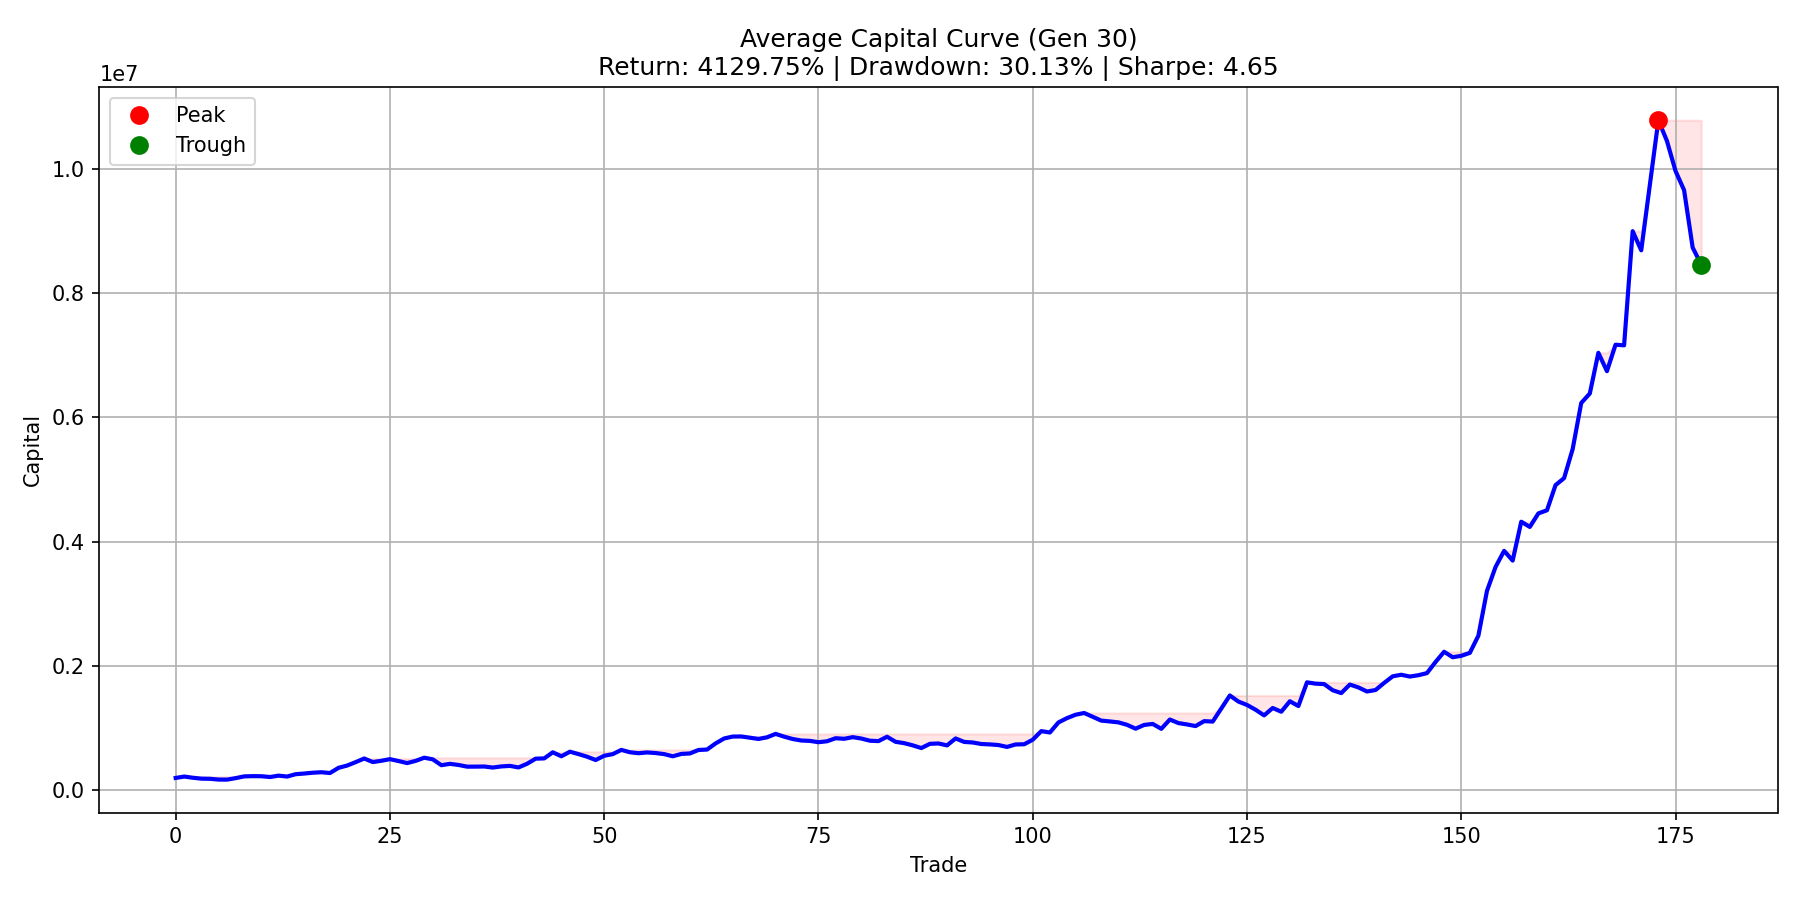 Average Capital Curve (Gen 30)
Return: 4129.75% | Drawdown: 30.13% | Sharpe: 4.65
1e7
Peak
Trough
1.0
0.8
0.6
0.4
0.2
0.0
Capital
0 25 50 75 100 125 150 175
Trade